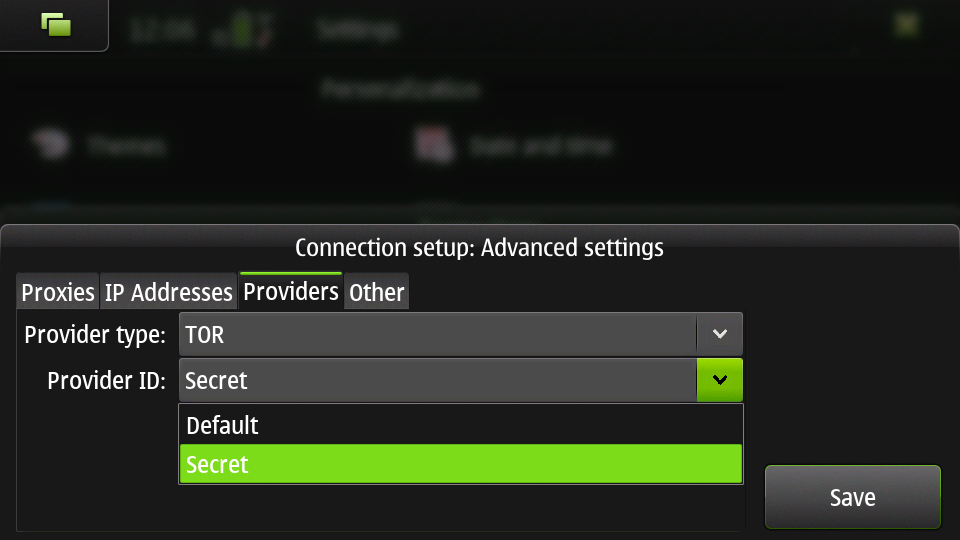 12:06 Settings
Personalization
Themes Date and time
Connection setup: Advanced settings
Proxies IP Addresses Providers Other
Provider type: TOR
Provider ID: Secret
Default
Secret
Save